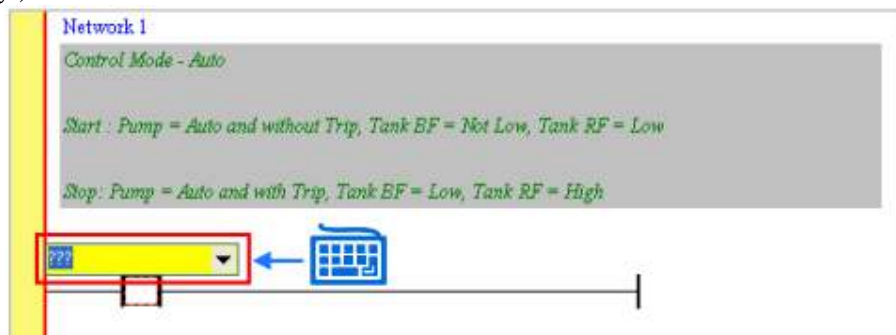 Network 1
Control Mode - Auto
Start : Pump = Auto and without Trip, Tank BF = Not Low, Tank RF = Low
Stop: Pump = Auto and with Trip, Tank BF = Low, Tank RF = High
???